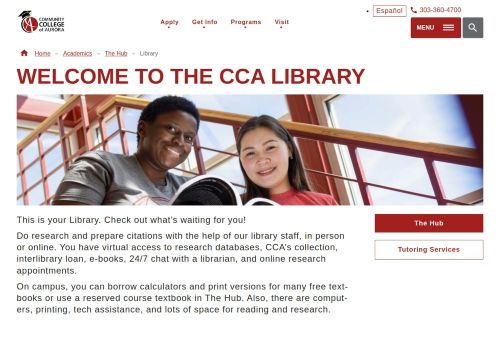 COMMUNITY
COLLEGE
of AURORA
Español
303-360-4700
Apply Get Info Programs Visit
MENU
Home → Academics → The Hub → Library
WELCOME TO THE CCA LIBRARY
This is your Library. Check out what's waiting for you!
Do research and prepare citations with the help of our library staff, in person
or online. You have virtual access to research databases, CCA's collection,
interlibrary loan, e-books, 24/7 chat with a librarian, and online research
appointments.
On campus, you can borrow calculators and print versions for many free text-
books or use a reserved course textbook in The Hub. Also, there are comput-
ers, printing, tech assistance, and lots of space for reading and research.
The Hub
Tutoring Services